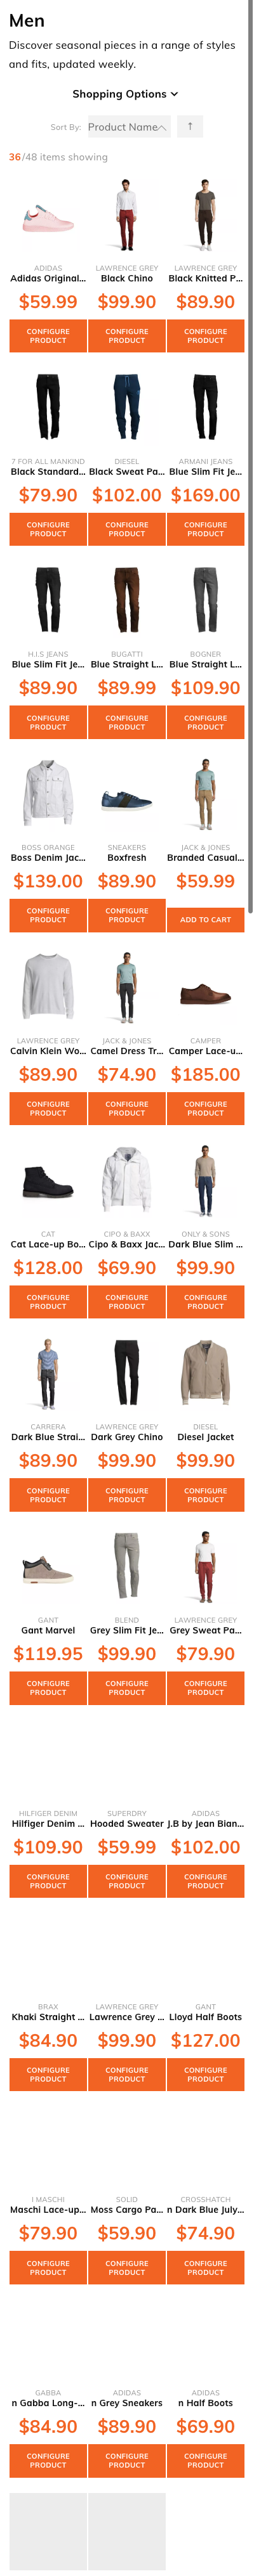 Men
Discover seasonal pieces in a range of styles
and fits, updated weekly.
Shopping Options
Sort By: Product Name ↑
36/48 items showing
ADIDAS LAWRENCE GREY LAWRENCE GREY
Adidas Original... Black Chino Black Knitted P...
$59.99 $99.90 $89.90
CONFIGURE CONFIGURE CONFIGURE
PRODUCT PRODUCT PRODUCT
7 FOR ALL MANKIND DIESEL ARMANI JEANS
Black Standard... Black Sweat Pa... Blue Slim Fit Je...
$79.90 $102.00 $169.00
CONFIGURE CONFIGURE CONFIGURE
PRODUCT PRODUCT PRODUCT
H.I.S JEANS BUGATTI BOGNER
Blue Slim Fit Je... Blue Straight L... Blue Straight L...
$89.90 $89.99 $109.90
CONFIGURE CONFIGURE CONFIGURE
PRODUCT PRODUCT PRODUCT
BOSS ORANGE SNEAKERS JACK & JONES
Boss Denim Jac... Boxfresh Branded Casual...
$139.00 $89.90 $59.99
CONFIGURE CONFIGURE ADD TO CART
PRODUCT PRODUCT
LAWRENCE GREY JACK & JONES CAMPER
Calvin Klein Wo... Camel Dress Tr... Camper Lace-u...
$89.90 $74.90 $185.00
CONFIGURE CONFIGURE CONFIGURE
PRODUCT PRODUCT PRODUCT
CAT CIPO & BAXX ONLY & SONS
Cat Lace-up Bo... Cipo & Baxx Jac... Dark Blue Slim ...
$128.00 $69.90 $99.90
CONFIGURE CONFIGURE CONFIGURE
PRODUCT PRODUCT PRODUCT
CARRERA LAWRENCE GREY DIESEL
Dark Blue Strai... Dark Grey Chino Diesel Jacket
$89.90 $99.90 $99.90
CONFIGURE CONFIGURE CONFIGURE
PRODUCT PRODUCT PRODUCT
GANT BLEND LAWRENCE GREY
Gant Marvel Grey Slim Fit Je... Grey Sweat Pa...
$119.95 $99.90 $79.90
CONFIGURE CONFIGURE CONFIGURE
PRODUCT PRODUCT PRODUCT
HILFIGER DENIM SUPERDRY ADIDAS
Hilfiger Denim ... Hooded Sweater J.B by Jean Bian...
$109.90 $59.99 $102.00
CONFIGURE CONFIGURE CONFIGURE
PRODUCT PRODUCT PRODUCT
BRAX LAWRENCE GREY GANT
Khaki Straight ... Lawrence Grey ... Lloyd Half Boots
$84.90 $99.90 $127.00
CONFIGURE CONFIGURE CONFIGURE
PRODUCT PRODUCT PRODUCT
I MASCHI SOLID CROSSHATCH
Maschi Lace-up... Moss Cargo Pa... n Dark Blue July...
$79.90 $59.90 $74.90
CONFIGURE CONFIGURE CONFIGURE
PRODUCT PRODUCT PRODUCT
GABBA ADIDAS ADIDAS
n Gabba Long-... n Grey Sneakers n Half Boots
$84.90 $89.90 $69.90
CONFIGURE CONFIGURE CONFIGURE
PRODUCT PRODUCT PRODUCT